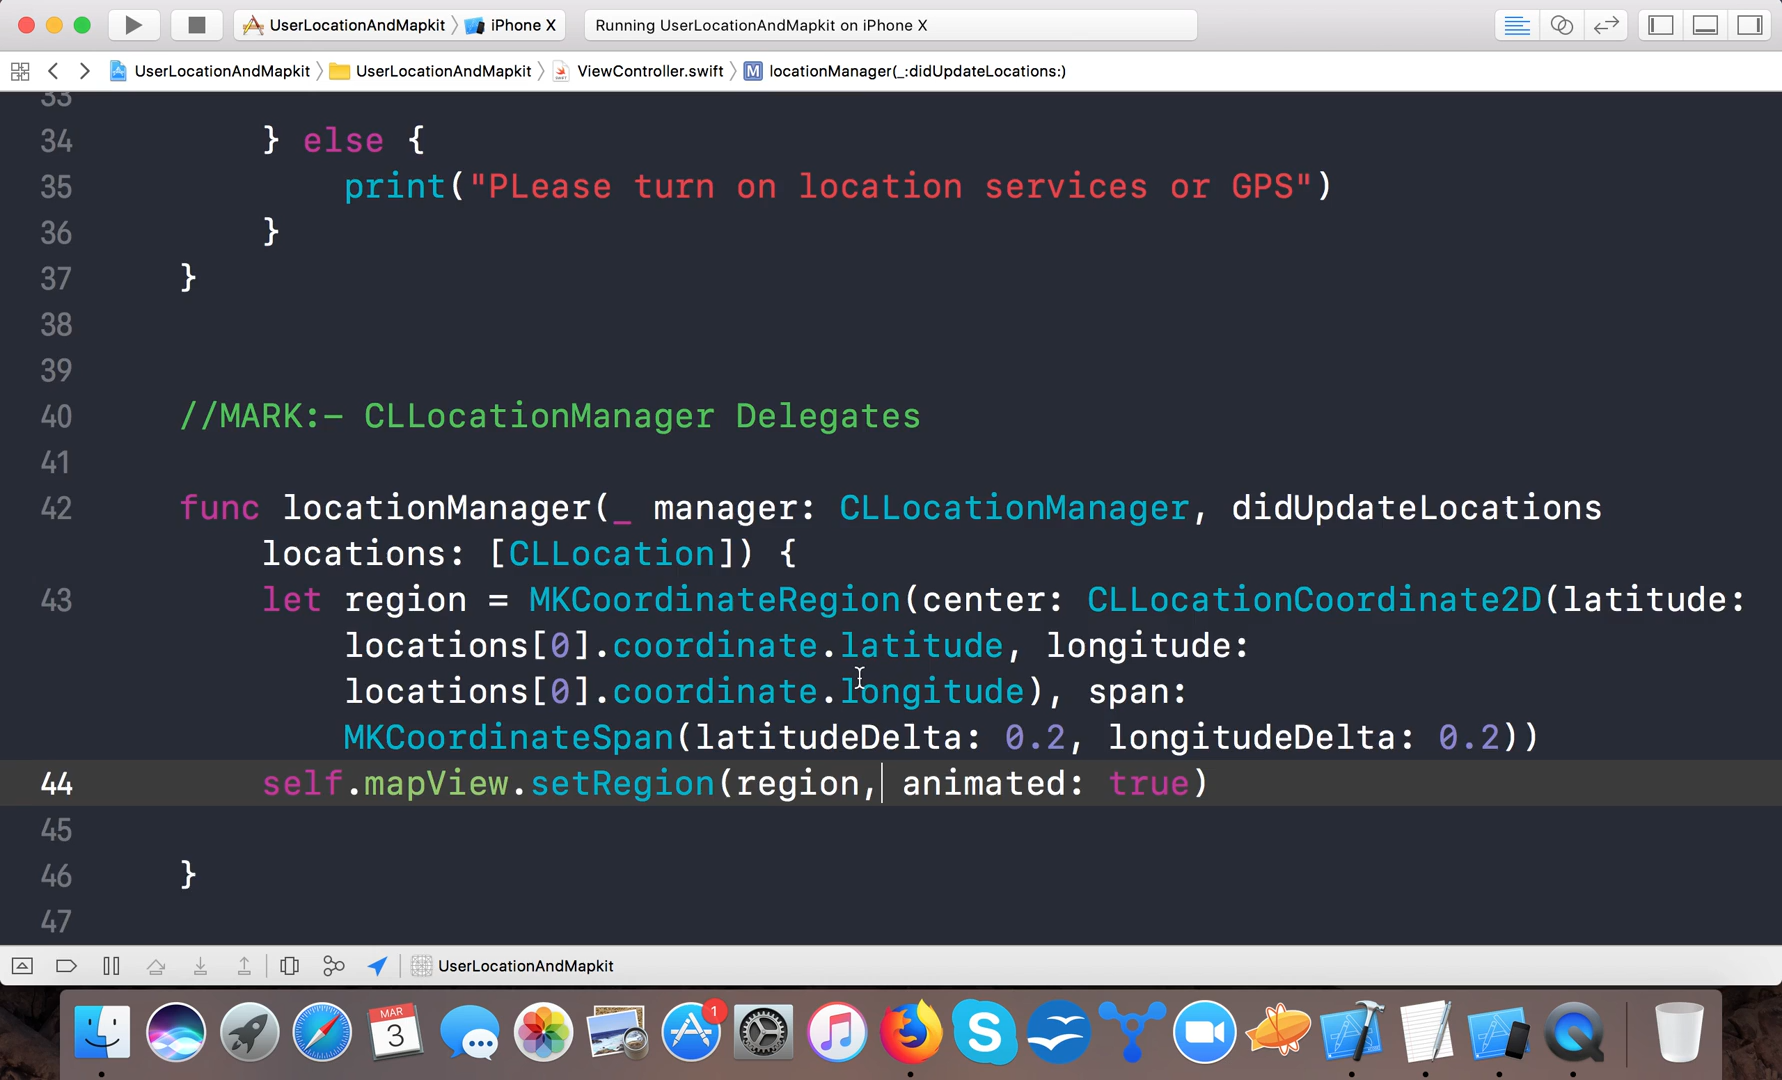 UserLocationAndMapkit 〉 iPhone X
Running UserLocationAndMapkit on iPhone X
UserLocationAndMapkit 〉 UserLocationAndMapkit 〉 ViewController.swift 〉 M locationManager(_:didUpdateLocations:)
33
34 } else {
35 print("PLease turn on location services or GPS")
36 }
37 }
38
39
40 //MARK:- CLLocationManager Delegates
41
42 func locationManager(_ manager: CLLocationManager, didUpdateLocations
locations: [CLLocation]) {
43 let region = MKCoordinateRegion(center: CLLocationCoordinate2D(latitude:
locations[0].coordinate.latitude, longitude:
locations[0].coordinate.longitude), span:
MKCoordinateSpan(latitudeDelta: 0.2, longitudeDelta: 0.2))
44 self.mapView.setRegion(region, animated: true)
45
46 }
47
UserLocationAndMapkit
MAR
3
1